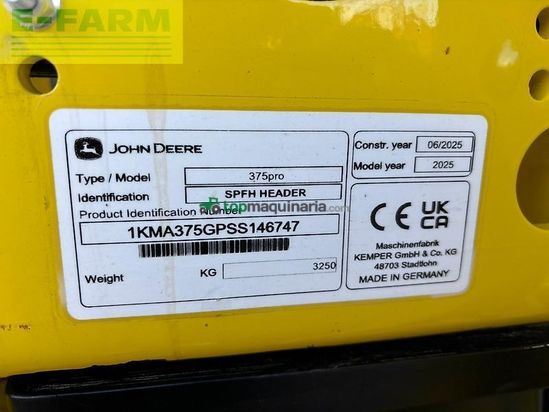 E-FARM
JOHN DEERE
Type / Model 375pro
Identification SPFH HEADER
topmaquinaria.com
Product Identification Number
1KMA375GPSS146747
Weight KG 3250
Constr. year 06/2025
Model year 2025
CE UK CA
Maschinenfabrik
KEMPER GmbH & Co. KG
48703 Stadtlohn
MADE IN GERMANY